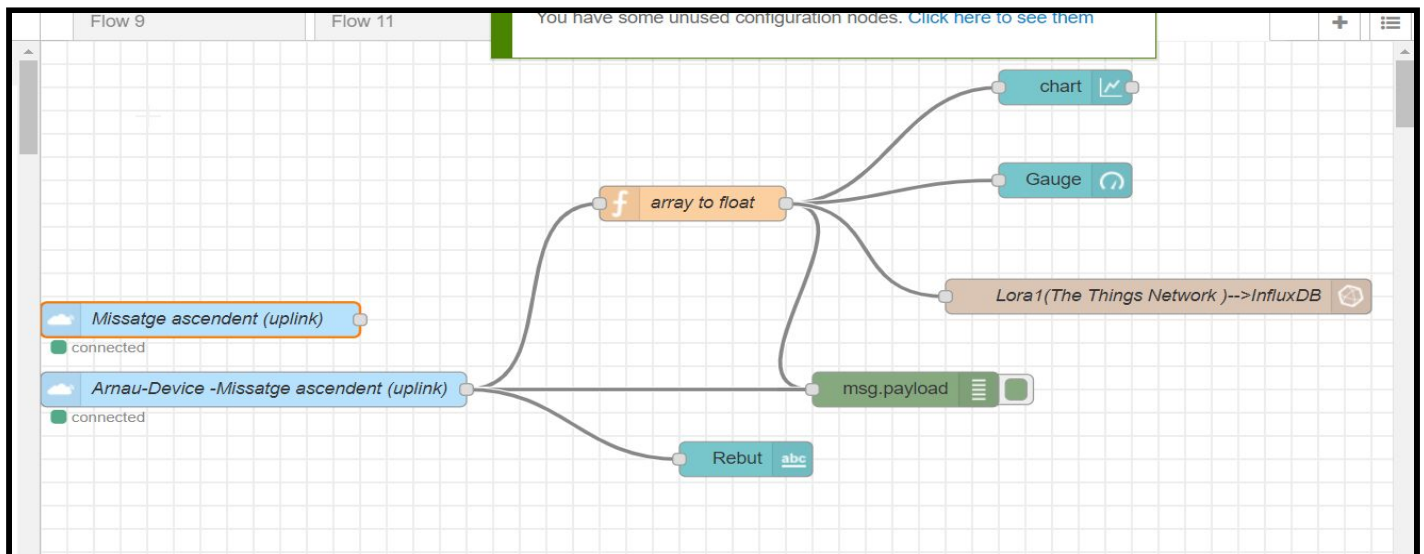 Flow 9
Flow 11
You have some unused configuration nodes. Click here to see them
chart
Gauge
array to float
Lora1(The Things Network )-->InfluxDB
Missatge ascendent (uplink)
connected
Arnau-Device -Missatge ascendent (uplink)
msg.payload
connected
Rebut
abc